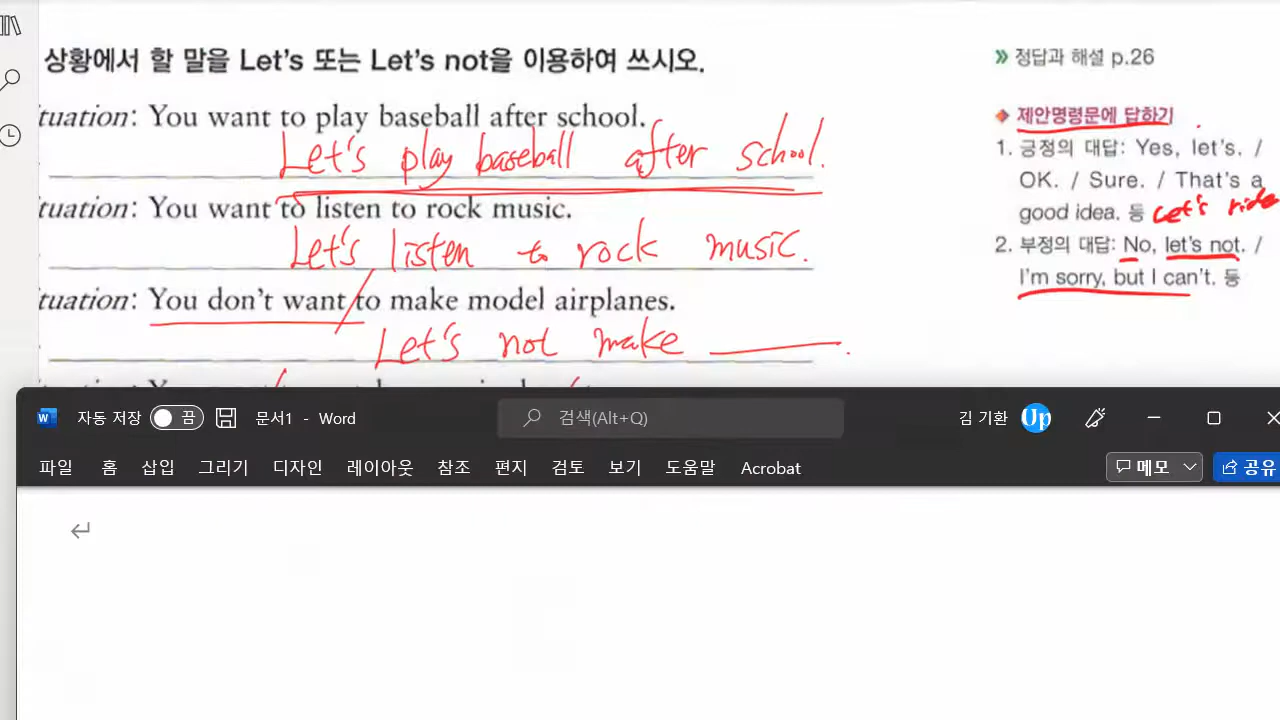 상황에서 할 말을 Let's 또는 Let's not을 이용하여 쓰시오.
» 정답과 해설 p.26
tuation: You want to play baseball after school.
Let's play baseball after school.
tuation: You want to listen to rock music.
Let's listen to rock music.
tuation: You don't want to make model airplanes.
Let's not make
제안명령문에 답하기
1. 긍정의 대답: Yes, let's. /
OK. / Sure. / That's a
good idea. 등 Let's ride
2. 부정의 대답: No, let's not. /
I'm sorry, but I can't. 등
자동 저장 끔 문서1 - Word 검색(Alt+Q) 김 기환 Up
파일 홈 삽입 그리기 디자인 레이아웃 참조 편지 검토 보기 도움말 Acrobat 메모 공유